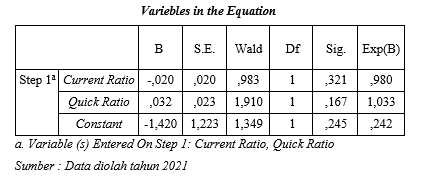 Variebles in the Equation
B S.E. Wald Df Sig. Exp(B)
Step 1a Current Ratio -,020 ,020 ,983 1 ,321 ,980
Quick Ratio ,032 ,023 1,910 1 ,167 1,033
Constant -1,420 1,223 1,349 1 ,245 ,242
a. Variable (s) Entered On Step 1: Current Ratio, Quick Ratio
Sumber : Data diolah tahun 2021